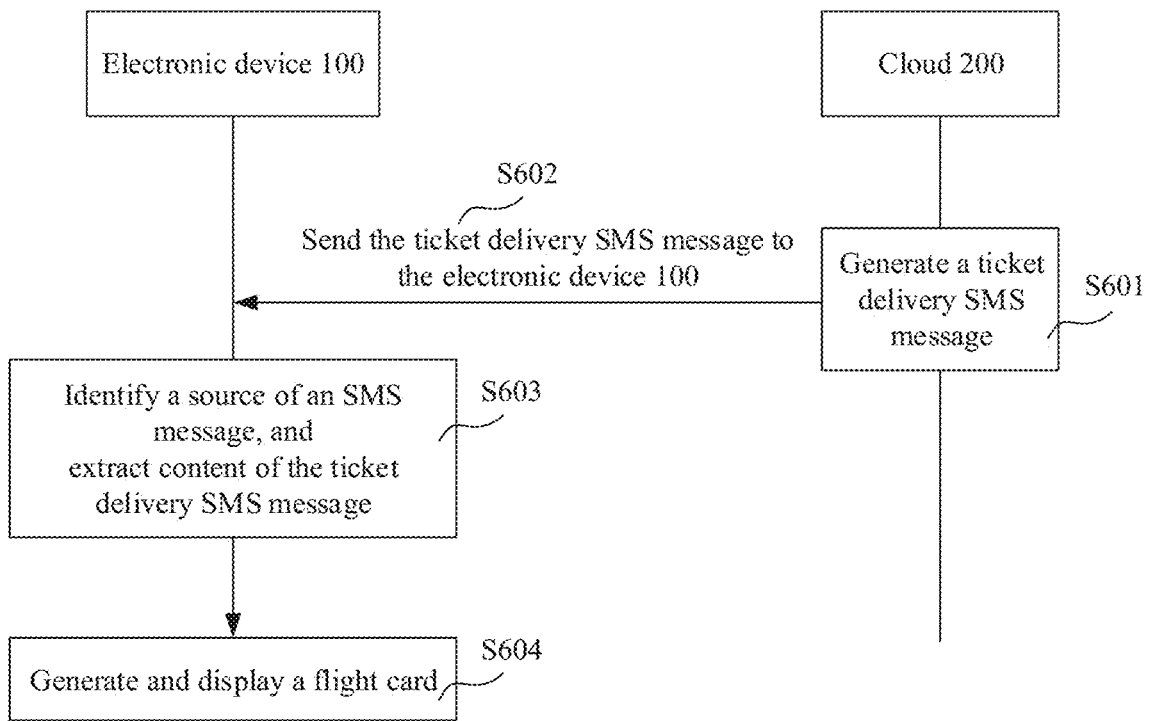 Electronic device 100
Cloud 200
S602
Send the ticket delivery SMS message to
the electronic device 100
Generate a ticket
delivery SMS
message
S601
Identify a source of an SMS
message, and
extract content of the ticket
delivery SMS message
S603
Generate and display a flight card
S604